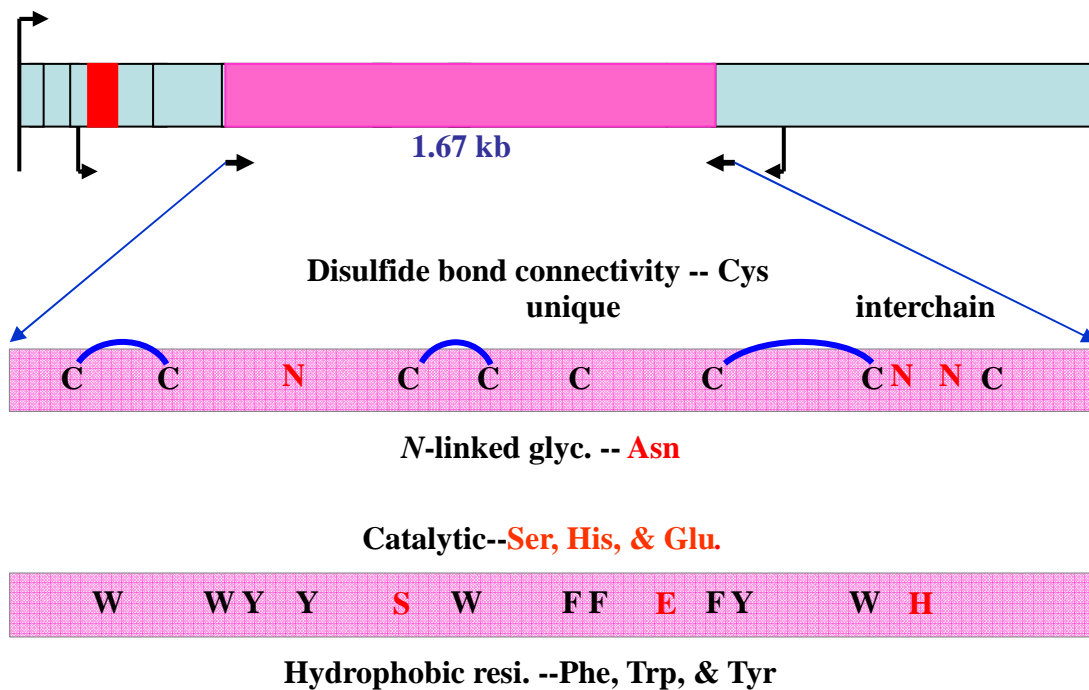 1.67 kb
Disulfide bond connectivity -- Cys
unique interchain
C C N C C C C C N N C
N-linked glyc. -- Asn
Catalytic--Ser, His, & Glu.
W W Y Y S W F F E F Y W H
Hydrophobic resi. --Phe, Trp, & Tyr